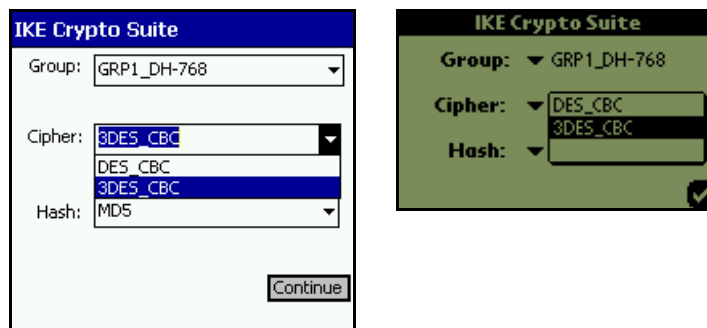 IKE Crypto Suite
Group: GRP1_DH-768
Cipher: 3DES_CBC
DES_CBC
3DES_CBC
Hash: MD5
Continue
IKE Crypto Suite
Group: GRP1_DH-768
Cipher: DES_CBC
3DES_CBC
Hash: